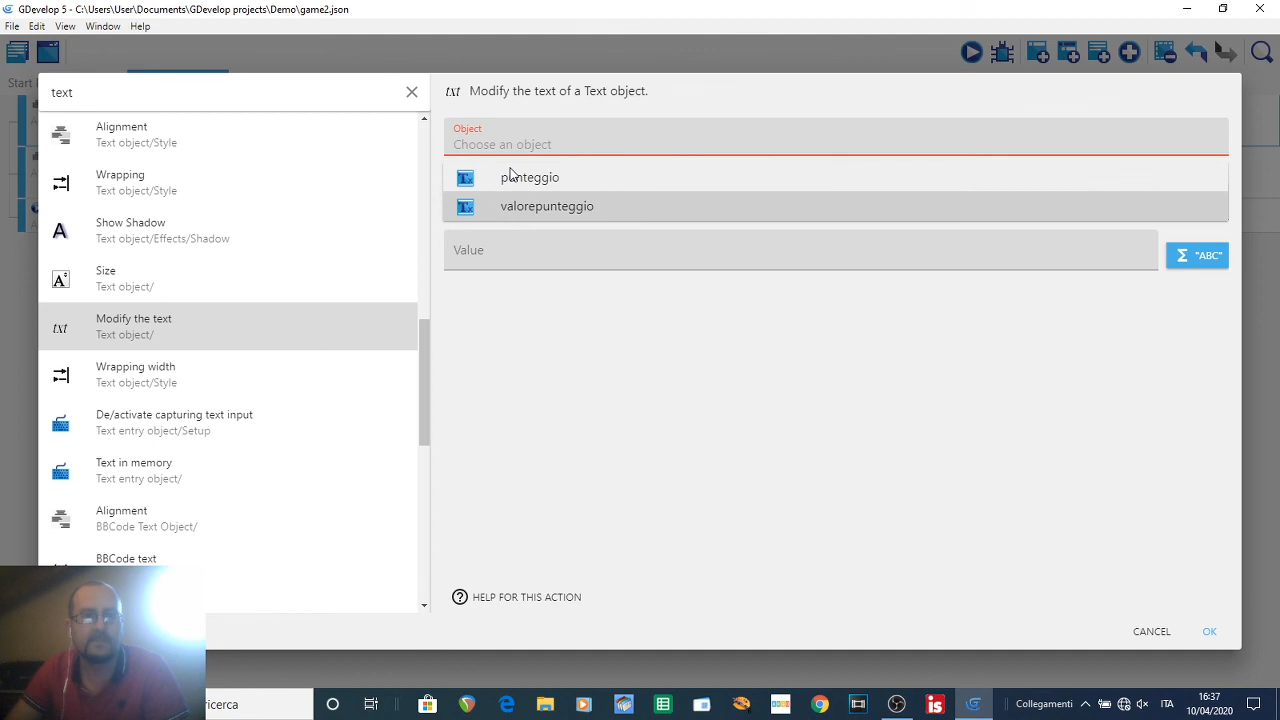 GDevelop 5 - C:\Users\User\Documents\GDevelop projects\Demo\game2.json
File Edit View Window Help
Start
text
Alignment
Text object/Style
Wrapping
Text object/Style
Show Shadow
Text object/Effects/Shadow
Size
Text object/
Modify the text
Text object/
Wrapping width
Text object/Style
De/activate capturing text input
Text entry object/Setup
Text in memory
Text entry object/
Alignment
BBCode Text Object/
BBCode text
txt Modify the text of a Text object.
Object
Choose an object
punteggio
valorepunteggio
Value
Σ "ABC"
? HELP FOR THIS ACTION
CANCEL OK
ricerca
Collegamenti
ITA
16:37
10/04/2020